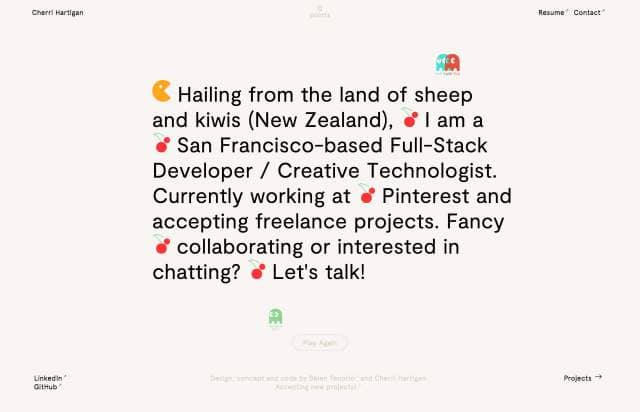 Cherri Hartigan
0
points
Resume
Contact
Hailing from the land of sheep
and kiwis (New Zealand), I am a
San Francisco-based Full-Stack
Developer / Creative Technologist.
Currently working at Pinterest and
accepting freelance projects. Fancy
collaborating or interested in
chatting? Let's talk!
Play Again
LinkedIn
GitHub
Design, concept and code by and Cherri Hartigan
Accepting new projects!
Projects →